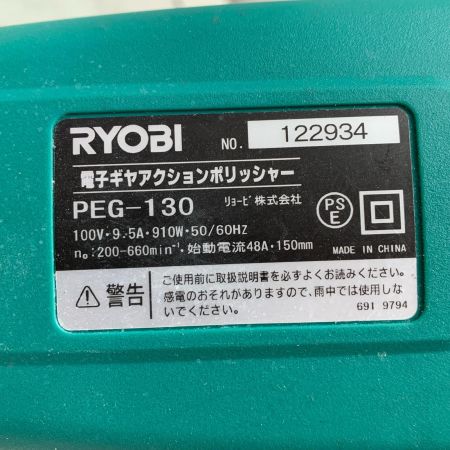 RYOBI NO. 122934
電子ギヤアクションポリッシャー
PEG-130 リョービ株式会社
100V・9.5A・910W・50/60HZ
n₀:200-660min⁻¹・始動電流48A・150mm
PS
E
MADE IN CHINA
警告
ご使用前に取扱説明書を必ずよくお読みください。
感電のおそれがありますので、雨中では使用しな
いでください。
691 9794